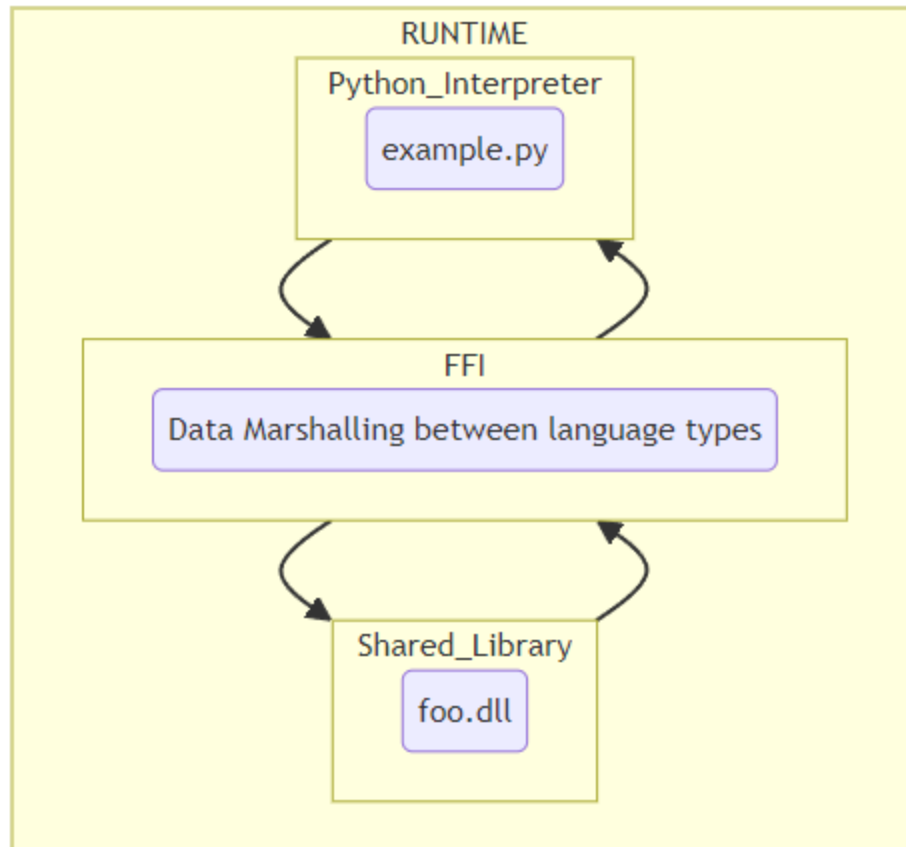 RUNTIME
Python_Interpreter
example.py
FFI
Data Marshalling between language types
Shared_Library
foo.dll